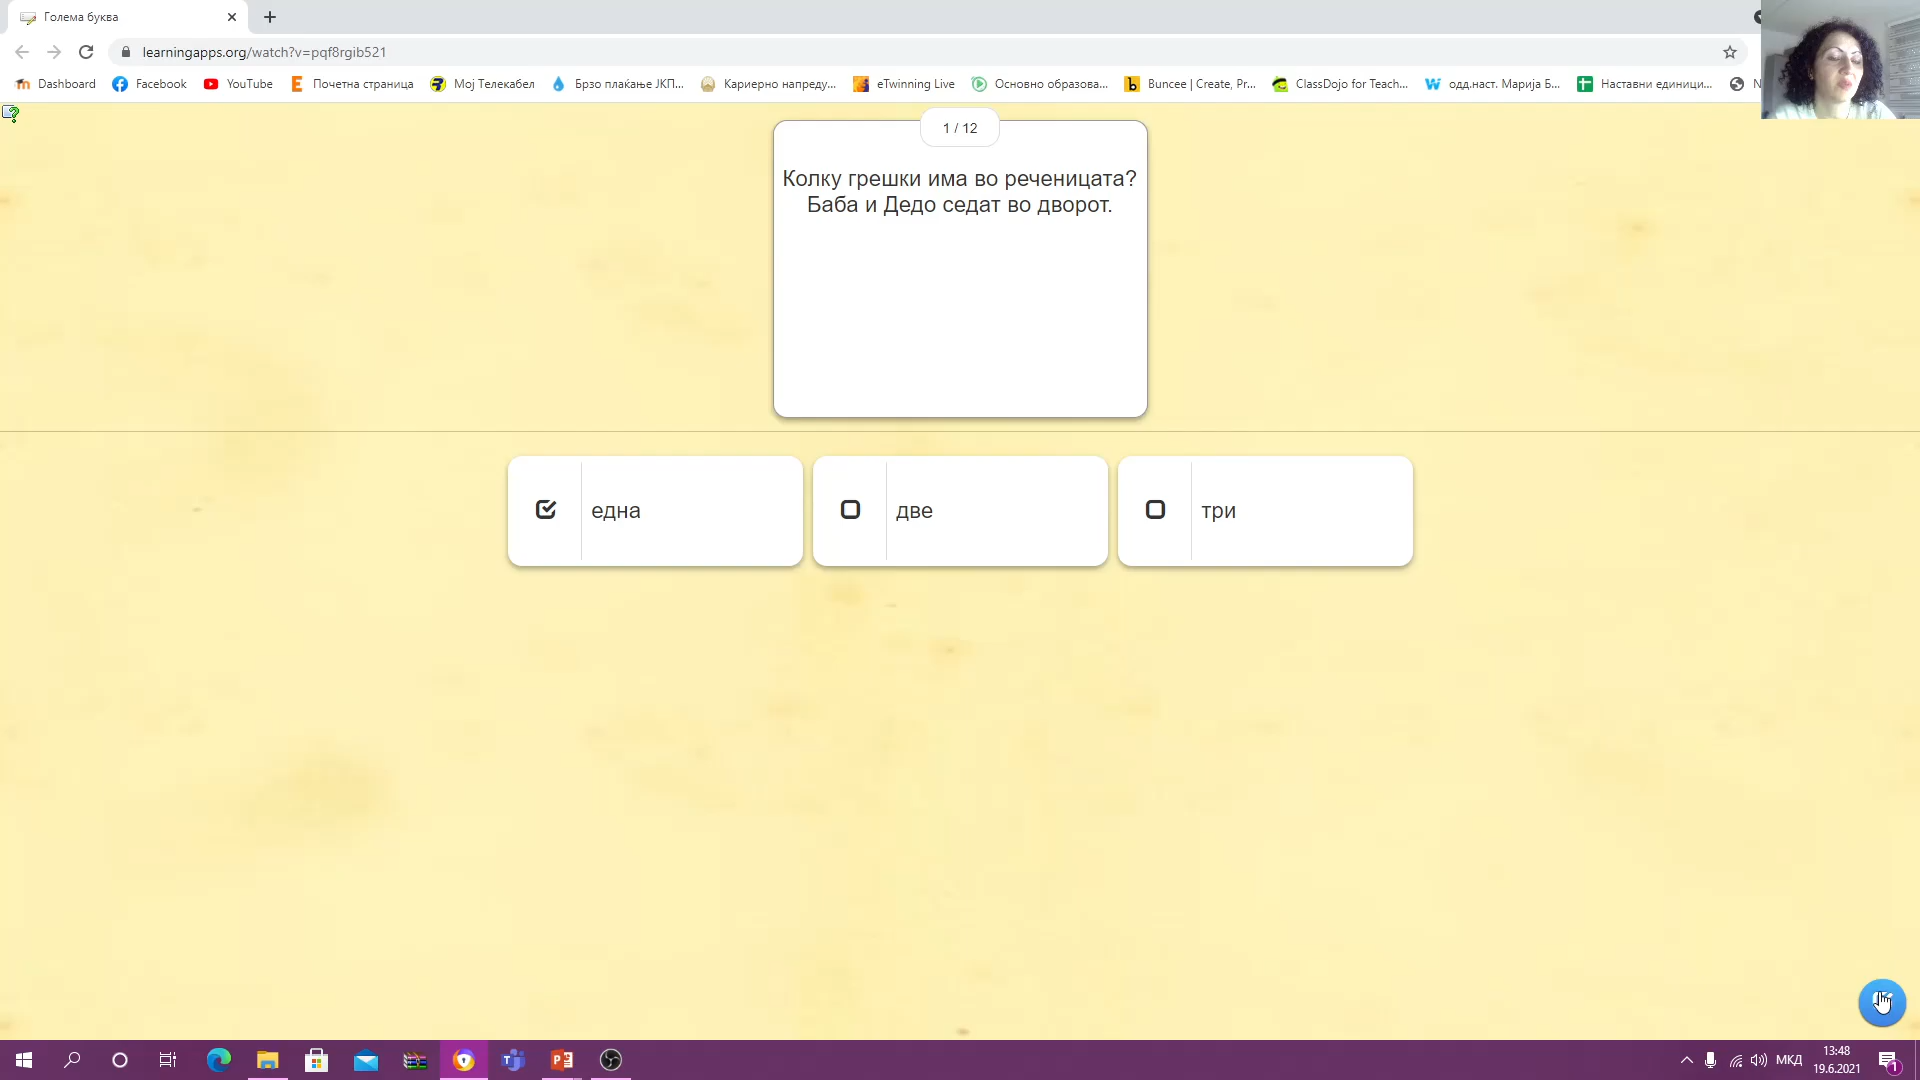 Голема буква
learningapps.org/watch?v=pqf8rgib521
Dashboard Facebook YouTube Почетна страница Мој Телекабел Брзо плаќање ЈКП... Кариерно напреду... eTwinning Live Основно образова... Buncee | Create, Pr... ClassDojo for Teach... одд.наст. Марија Б... Наставни единици...
1 / 12
Колку грешки има во реченицата?
Баба и Дедо седат во дворот.
една
две
три
МКД
13:48
19.6.2021
1